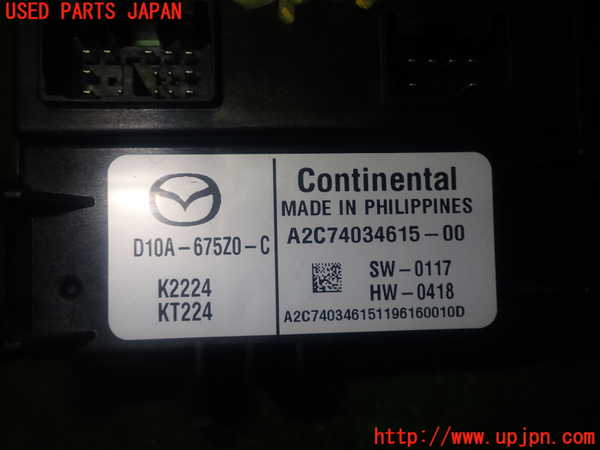 USED PARTS JAPAN
D10A-675Z0-C
K2224
KT224
Continental
MADE IN PHILIPPINES
A2C74034615-00
SW-0117
HW-0418
A2C740346151196160010D
http://www.upjpn.com/